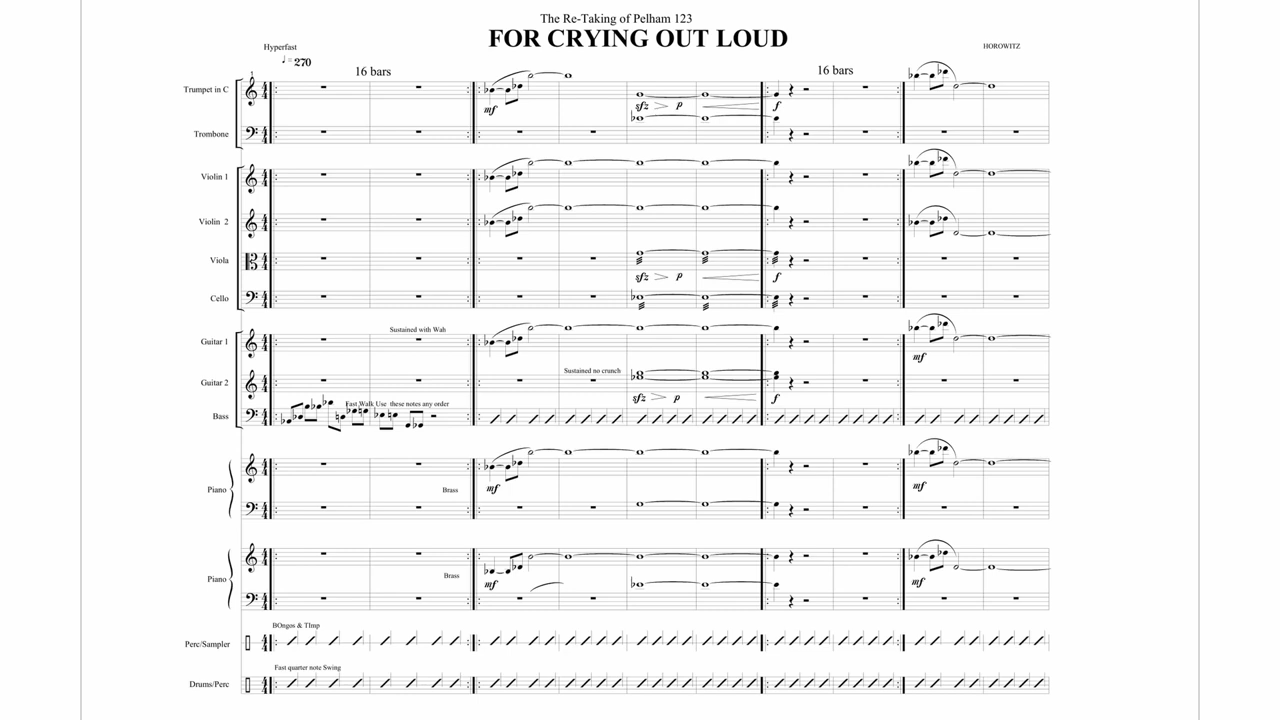 The Re-Taking of Pelham 123
FOR CRYING OUT LOUD
HOROWITZ
Hyperfast
♩ = 270
16 bars
16 bars
1
Trumpet in C
mf
sfz p f
Trombone
Violin 1
Violin 2
Viola
sfz p f
Cello
Sustained with Wah
Guitar 1
mf
Sustained no crunch
Guitar 2
sfz p f
Fast Walk Use these notes any order
Bass
Piano
Brass
mf
mf
Piano
Brass
mf
mf
BOngos & TImp
Perc/Sampler
Fast quarter note Swing
Drums/Perc